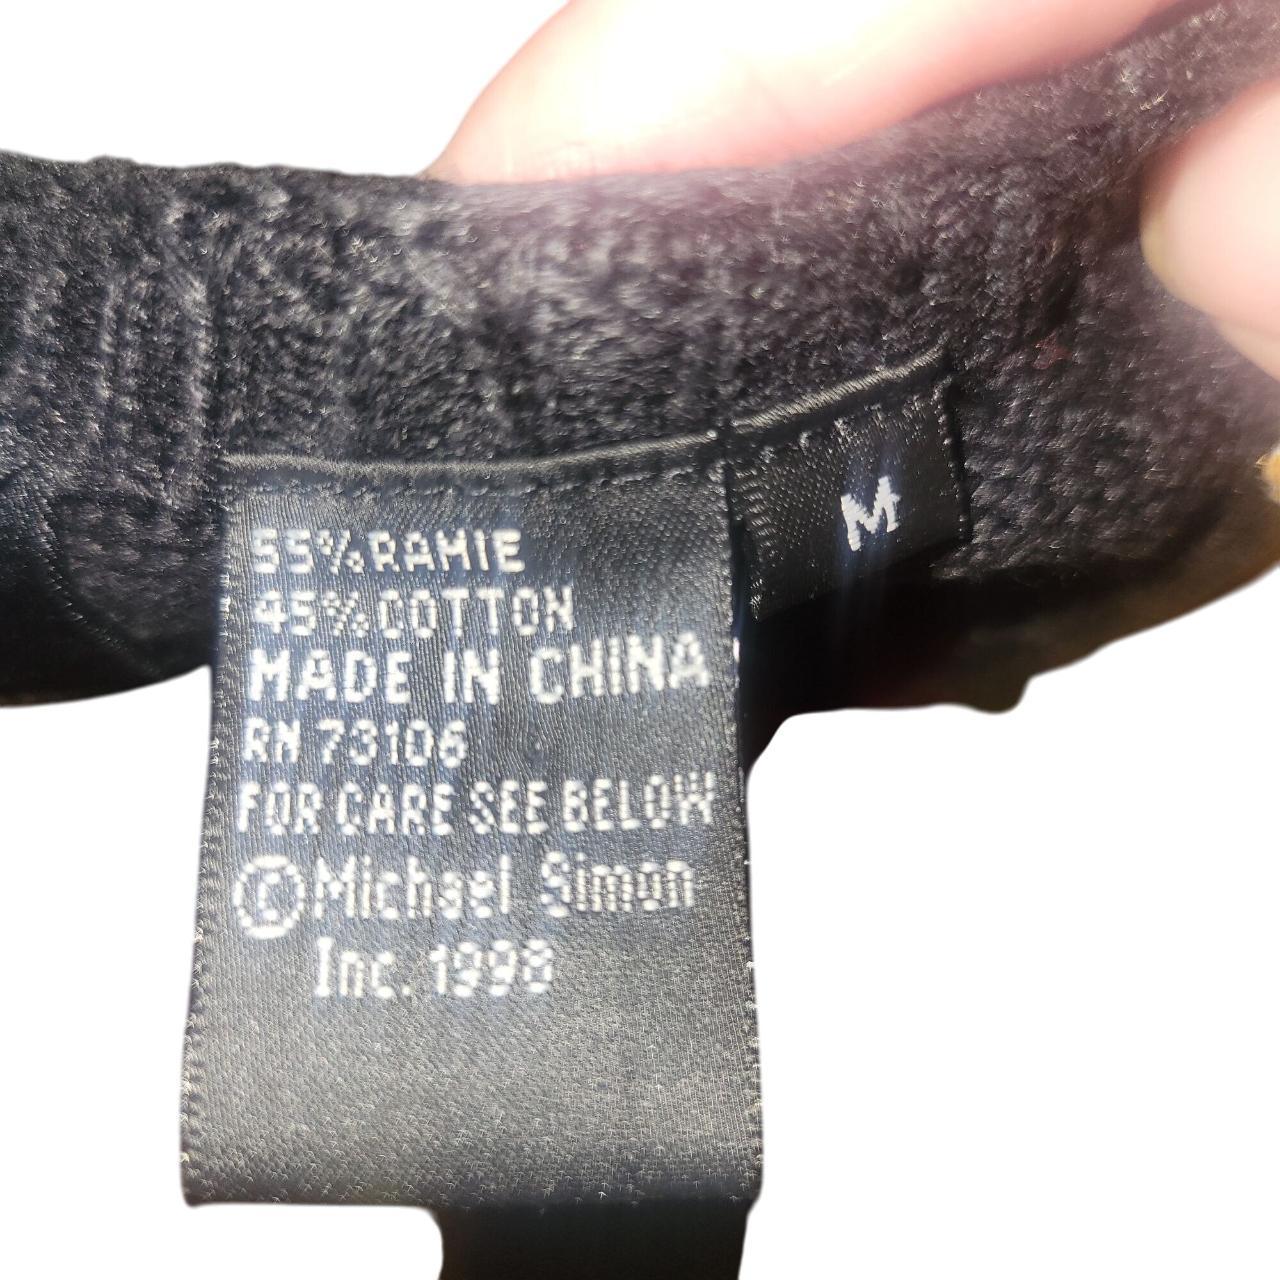 55% RAMIE
45% COTTON
MADE IN CHINA
RN 73106
FOR CARE SEE BELOW
© Michael Simon
Inc. 1998
M